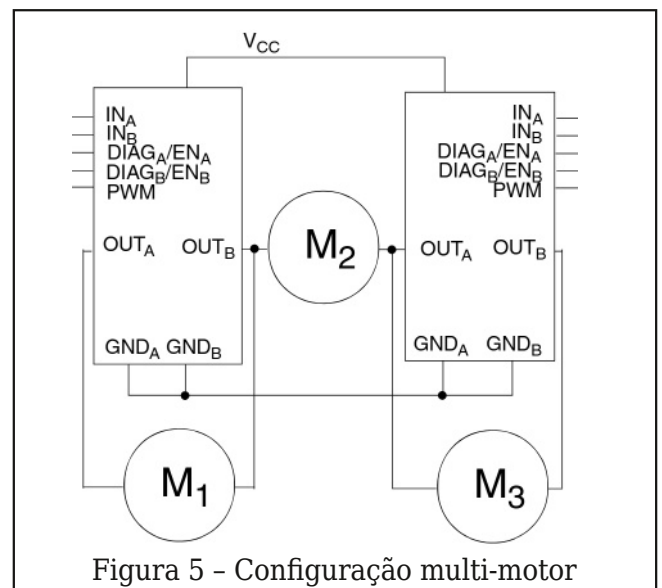 VCC
INA
INB
DIAGA/ENA
DIAGB/ENB
PWM
OUTA OUTB
GNDA GNDB
M1
M2
INA
INB
DIAGA/ENA
DIAGB/ENB
PWM
OUTA OUTB
GNDA GNDB
M3
Figura 5 – Configuração multi-motor